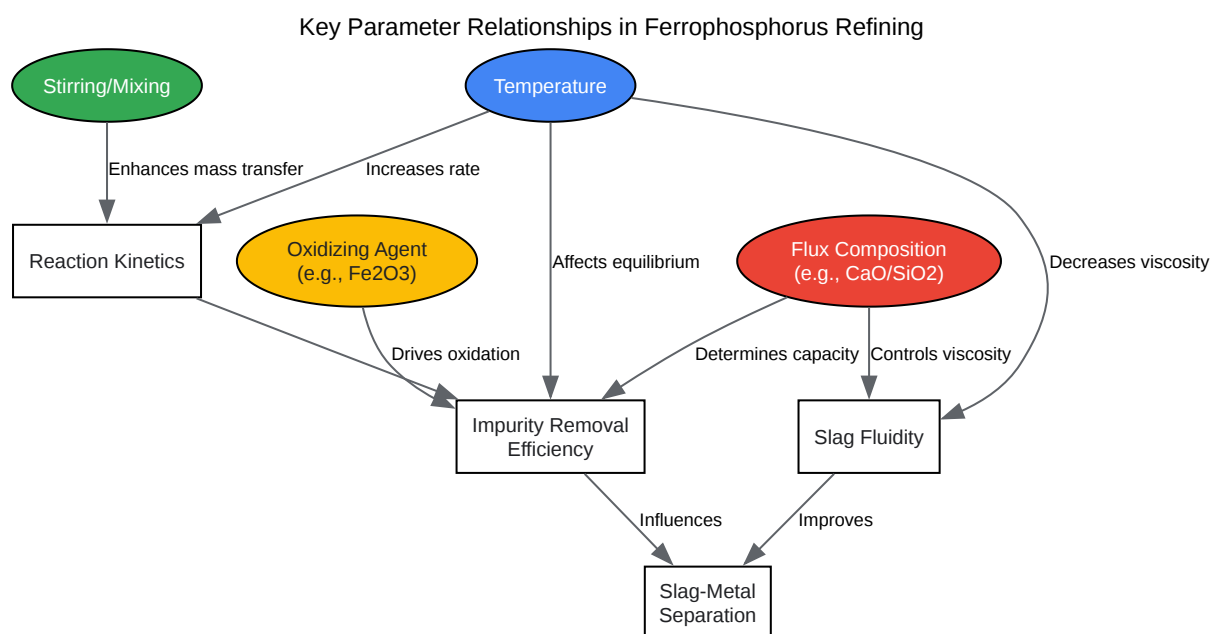 Key Parameter Relationships in Ferrophosphorus Refining
Stirring/Mixing
Temperature
Enhances mass transfer
Increases rate
Reaction Kinetics
Oxidizing Agent
(e.g., Fe2O3)
Affects equilibrium
Flux Composition
(e.g., CaO/SiO2)
Decreases viscosity
Drives oxidation
Determines capacity
Controls viscosity
Impurity Removal
Efficiency
Slag Fluidity
Influences
Improves
Slag-Metal
Separation